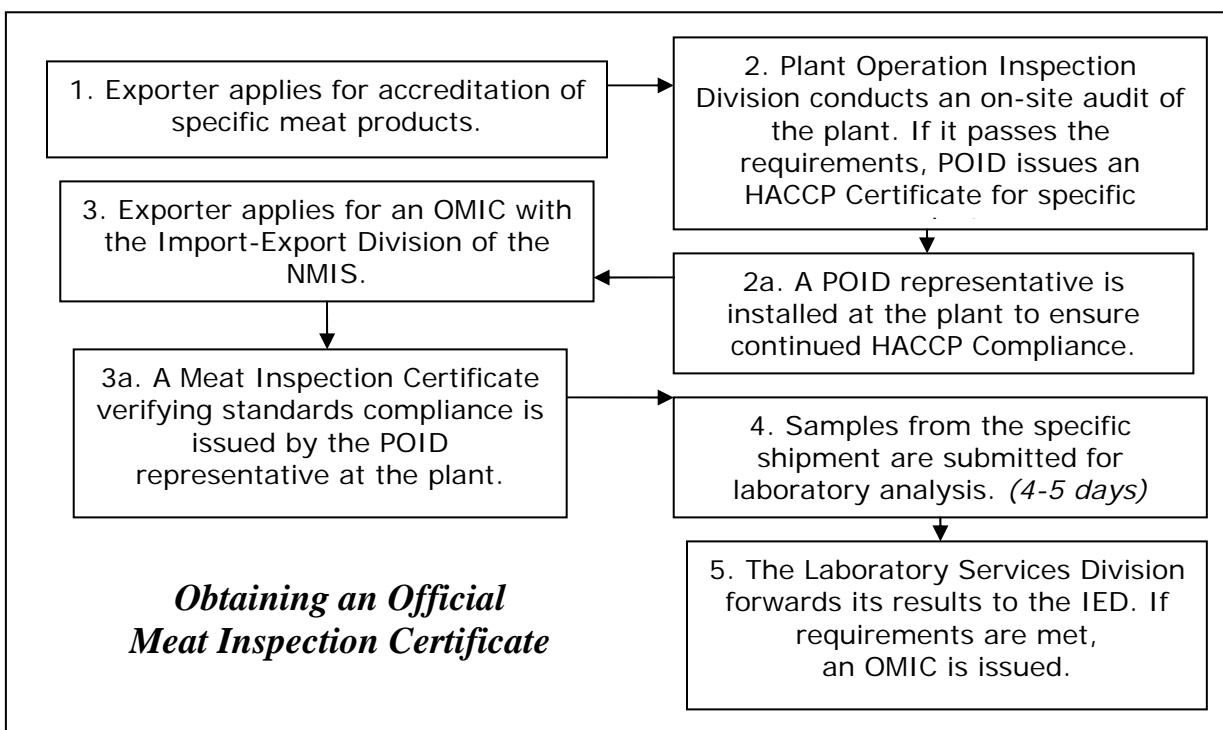 1. Exporter applies for accreditation of
specific meat products.
2. Plant Operation Inspection
Division conducts an on-site audit of
the plant. If it passes the
requirements, POID issues an
HACCP Certificate for specific
2a. A POID representative is
installed at the plant to ensure
continued HACCP Compliance.
3. Exporter applies for an OMIC with
the Import-Export Division of the
NMIS.
3a. A Meat Inspection Certificate
verifying standards compliance is
issued by the POID
representative at the plant.
4. Samples from the specific
shipment are submitted for
laboratory analysis. (4-5 days)
5. The Laboratory Services Division
forwards its results to the IED. If
requirements are met,
an OMIC is issued.
Obtaining an Official
Meat Inspection Certificate